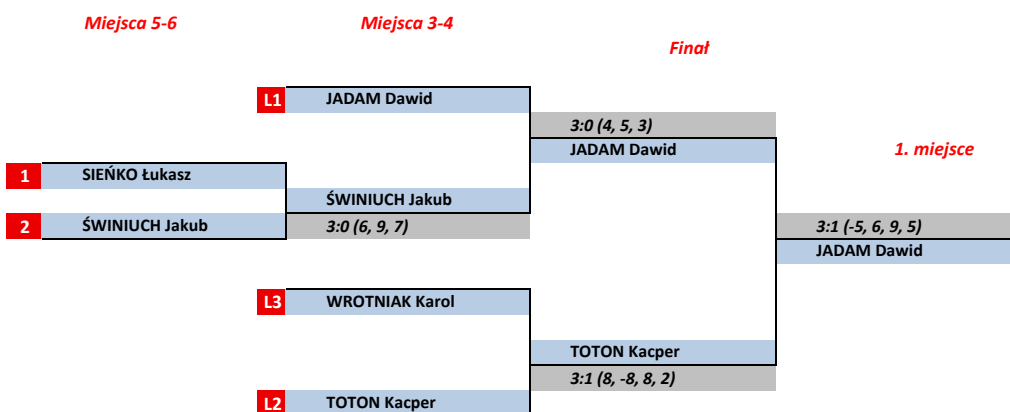 Miejsca 5-6
Miejsca 3-4
Finał
L1 JADAM Dawid
3:0 (4, 5, 3)
JADAM Dawid
1. miejsce
1 SIEŃKO Łukasz
ŚWINIUCH Jakub
2 ŚWINIUCH Jakub
3:0 (6, 9, 7)
3:1 (-5, 6, 9, 5)
JADAM Dawid
L3 WROTNIAK Karol
TOTON Kacper
3:1 (8, -8, 8, 2)
L2 TOTON Kacper